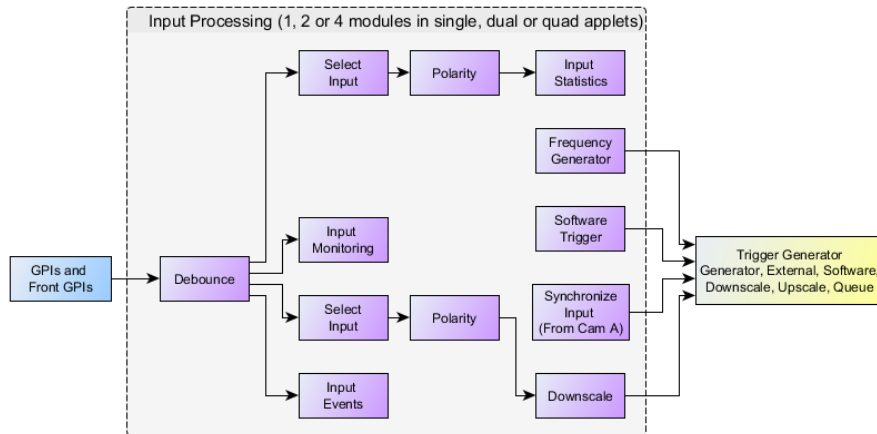 Input Processing (1, 2 or 4 modules in single, dual or quad applets)
Select
Input
Polarity
Input
Statistics
Frequency
Generator
Input
Monitoring
Software
Trigger
GPIs and
Front GPIs
Debounce
Trigger Generator
Generator, External, Software,
Downscale, Upscale, Queue
Select
Input
Polarity
Synchronize
Input
(From Cam A)
Input
Events
Downscale